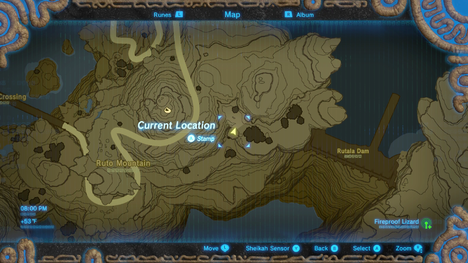 Runes L
Map
R Album
Crossing
Current Location
Stamp
Ruto Mountain
Rutala Dam
08:00 PM
+53°F
Fireproof Lizard
Move L
Sheikah Sensor
Back B
Select A
Zoom